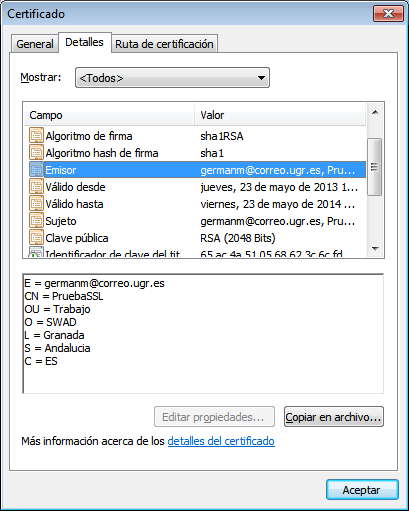 Certificado
General Detalles Ruta de certificación
Mostrar: <Todos>
Campo Valor
Algoritmo de firma sha1RSA
Algoritmo hash de firma sha1
Emisor germanm@correo.ugr.es, Pru...
Válido desde jueves, 23 de mayo de 2013 1...
Válido hasta viernes, 23 de mayo de 2014 ...
Sujeto germanm@correo.ugr.es, Pru...
Clave pública RSA (2048 Bits)
Identificador de clave del tit... 65 ac 4a 51 05 68 62 3c 6c fd
E = germanm@correo.ugr.es
CN = PruebaSSL
OU = Trabajo
O = SWAD
L = Granada
S = Andalucia
C = ES
Editar propiedades... Copiar en archivo...
Más información acerca de los detalles del certificado
Aceptar